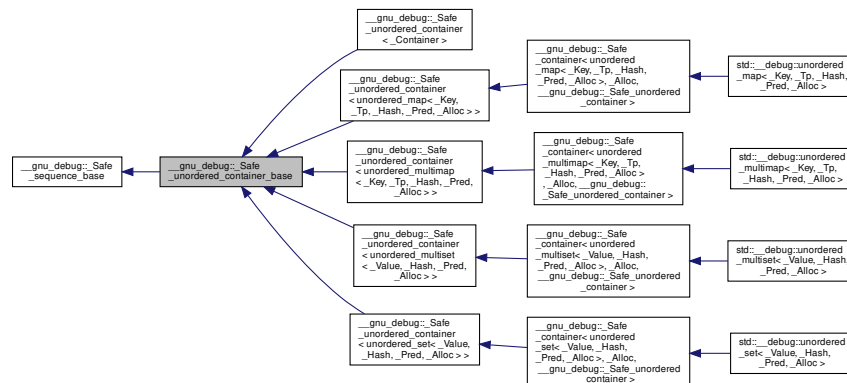 __gnu_debug::_Safe
_sequence_base
__gnu_debug::_Safe
_unordered_container_base
__gnu_debug::_Safe
_unordered_container
< _Container >
__gnu_debug::_Safe
_unordered_container
< unordered_map< _Key,
_Tp, _Hash, _Pred, _Alloc > >
__gnu_debug::_Safe
_unordered_container
< unordered_multimap
< _Key, _Tp, _Hash, _Pred,
_Alloc > >
__gnu_debug::_Safe
_unordered_container
< unordered_multiset
< _Value, _Hash, _Pred,
_Alloc > >
__gnu_debug::_Safe
_unordered_container
< unordered_set< _Value,
_Hash, _Pred, _Alloc > >
__gnu_debug::_Safe
_container< unordered
_map< _Key, _Tp, _Hash,
_Pred, _Alloc >, _Alloc,
__gnu_debug::_Safe_unordered
_container >
__gnu_debug::_Safe
_container< unordered
_multimap< _Key, _Tp,
_Hash, _Pred, _Alloc >
, _Alloc, __gnu_debug::
_Safe_unordered_container >
__gnu_debug::_Safe
_container< unordered
_multiset< _Value, _Hash,
_Pred, _Alloc >, _Alloc,
__gnu_debug::_Safe_unordered
_container >
__gnu_debug::_Safe
_container< unordered
_set< _Value, _Hash,
_Pred, _Alloc >, _Alloc,
__gnu_debug::_Safe_unordered
_container >
std::__debug::unordered
_map< _Key, _Tp, _Hash,
_Pred, _Alloc >
std::__debug::unordered
_multimap< _Key, _Tp,
_Hash, _Pred, _Alloc >
std::__debug::unordered
_multiset< _Value, _Hash,
_Pred, _Alloc >
std::__debug::unordered
_set< _Value, _Hash,
_Pred, _Alloc >